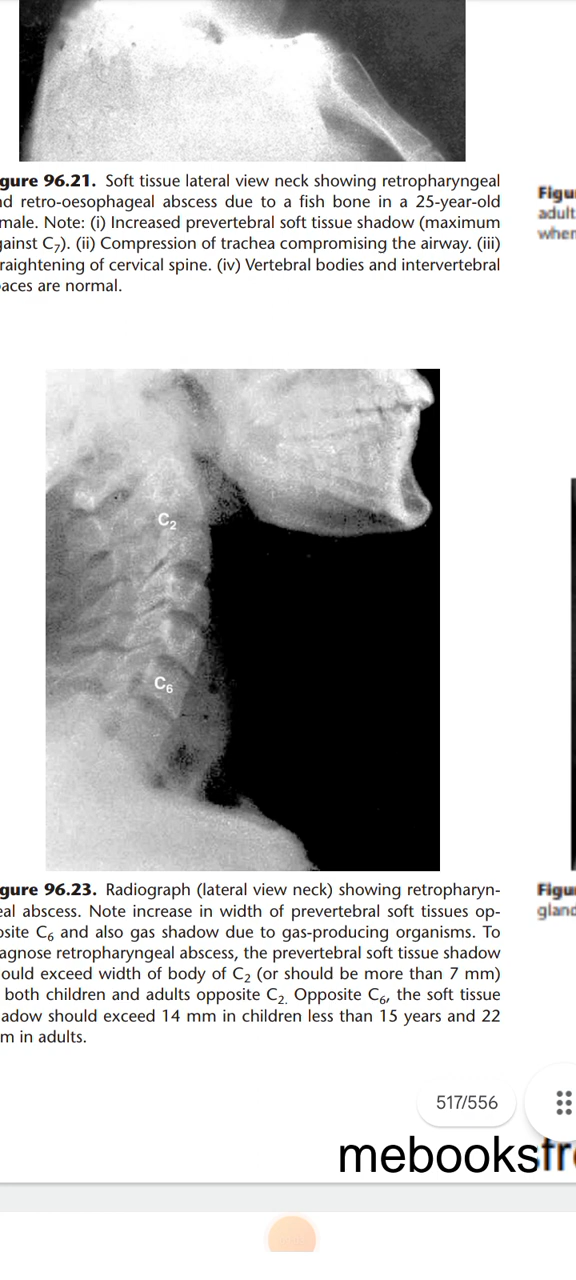 gure 96.21. Soft tissue lateral view neck showing retropharyngeal
nd retro-oesophageal abscess due to a fish bone in a 25-year-old
male. Note: (i) Increased prevertebral soft tissue shadow (maximum
gainst C₇). (ii) Compression of trachea compromising the airway. (iii)
raightening of cervical spine. (iv) Vertebral bodies and intervertebral
aces are normal.
Figu
adult
when
C₂
C₆
gure 96.23. Radiograph (lateral view neck) showing retropharyn-
eal abscess. Note increase in width of prevertebral soft tissues op-
osite C₆ and also gas shadow due to gas-producing organisms. To
agnose retropharyngeal abscess, the prevertebral soft tissue shadow
ould exceed width of body of C₂ (or should be more than 7 mm)
both children and adults opposite C₂. Opposite C₆, the soft tissue
adow should exceed 14 mm in children less than 15 years and 22
m in adults.
Figu
gland
517/556
mebooksfr